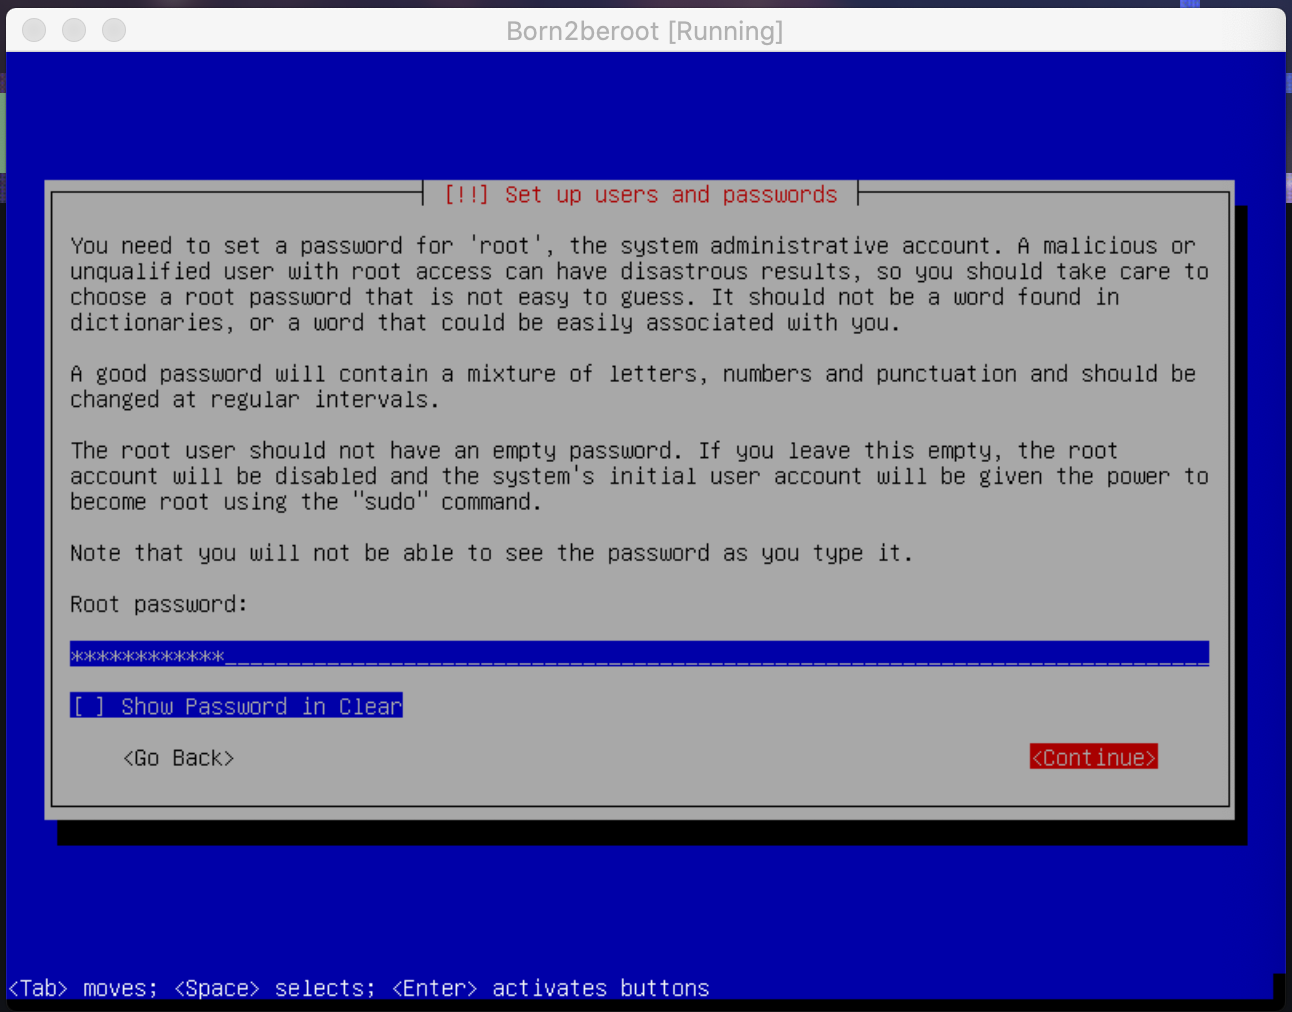 Born2beroot [Running]
[!!] Set up users and passwords
You need to set a password for 'root', the system administrative account. A malicious or
unqualified user with root access can have disastrous results, so you should take care to
choose a root password that is not easy to guess. It should not be a word found in
dictionaries, or a word that could be easily associated with you.
A good password will contain a mixture of letters, numbers and punctuation and should be
changed at regular intervals.
The root user should not have an empty password. If you leave this empty, the root
account will be disabled and the system's initial user account will be given the power to
become root using the "sudo" command.
Note that you will not be able to see the password as you type it.
Root password:
************
[ ] Show Password in Clear
<Go Back> <Continue>
<Tab> moves; <Space> selects; <Enter> activates buttons